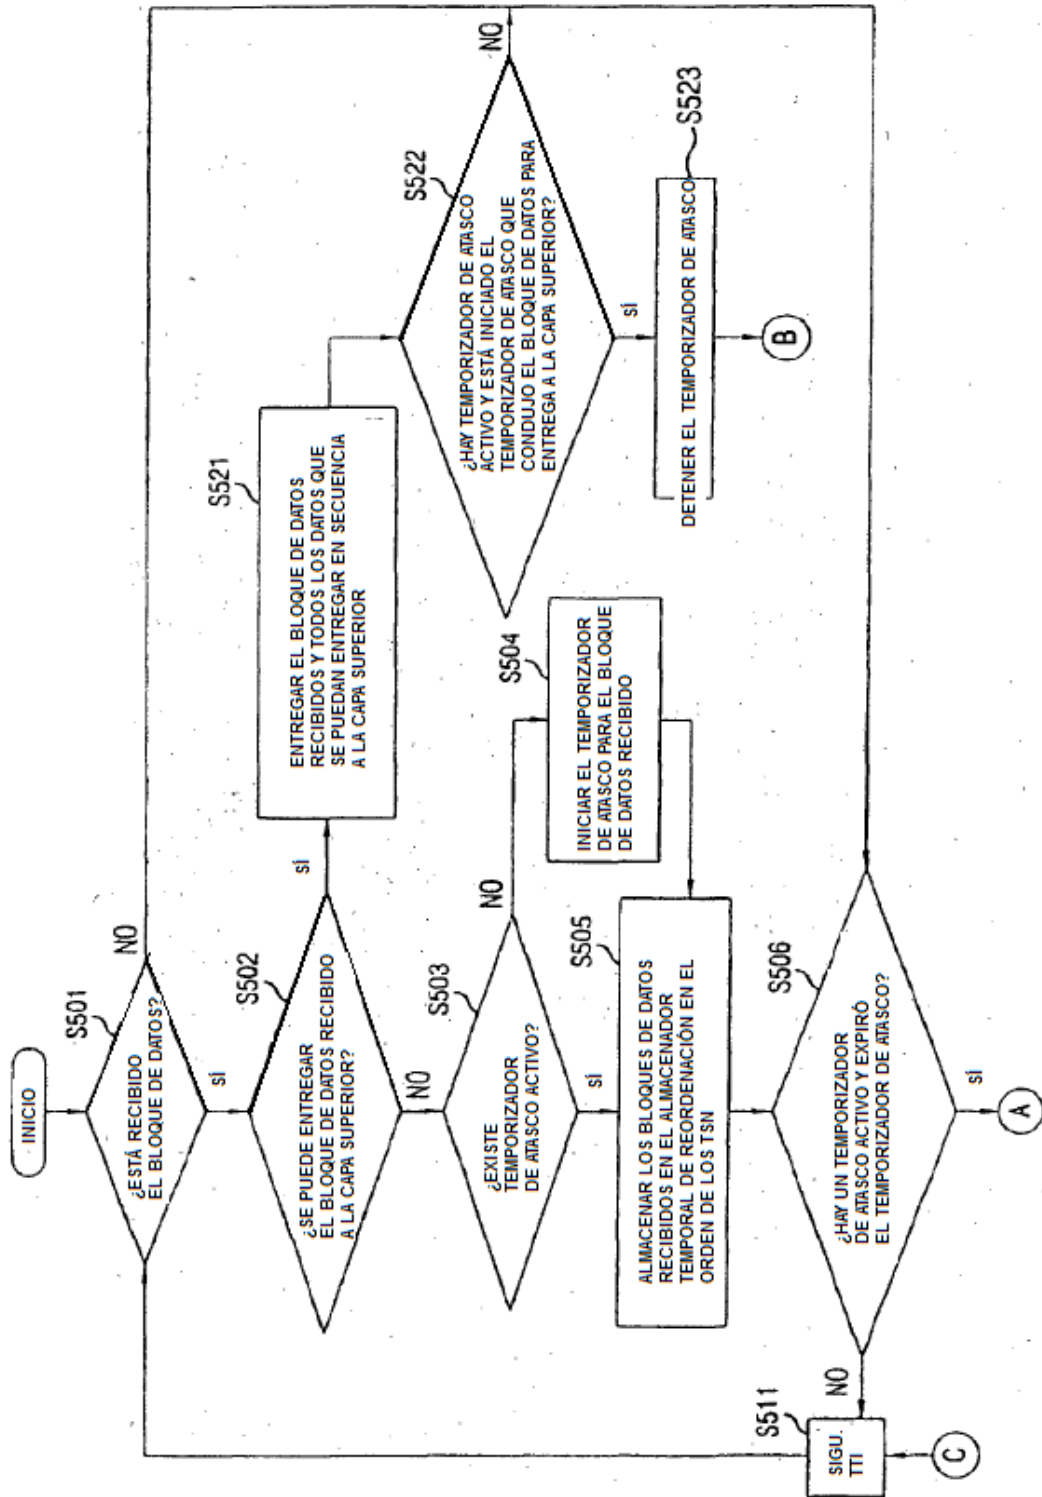 INICIO
S501
¿ESTÁ RECIBIDO
EL BLOQUE DE DATOS?
NO
SÍ
S502
¿SE PUEDE ENTREGAR
EL BLOQUE DE DATOS RECIBIDO
A LA CAPA SUPERIOR?
SÍ
NO
S521
ENTREGAR EL BLOQUE DE DATOS
RECIBIDOS Y TODOS LOS DATOS QUE
SE PUEDAN ENTREGAR EN SECUENCIA
A LA CAPA SUPERIOR
S522
¿HAY TEMPORIZADOR DE ATASCO
ACTIVO Y ESTÁ INICIADO EL
TEMPORIZADOR DE ATASCO QUE
CONDUJO EL BLOQUE DE DATOS PARA
ENTREGA A LA CAPA SUPERIOR?
NO
SÍ
S523
DETENER EL TEMPORIZADOR DE ATASCO
B
S503
¿EXISTE
TEMPORIZADOR
DE ATASCO ACTIVO?
NO
SÍ
S504
INICIAR EL TEMPORIZADOR
DE ATASCO PARA EL BLOQUE
DE DATOS RECIBIDO
S505
ALMACENAR LOS BLOQUES DE DATOS
RECIBIDOS EN EL ALMACENADOR
TEMPORAL DE REORDENACIÓN EN EL
ORDEN DE LOS TSN
S506
¿HAY UN TEMPORIZADOR
DE ATASCO ACTIVO Y EXPIRÓ
EL TEMPORIZADOR DE ATASCO?
NO
SÍ
A
S511
SIGU.
TTI
C